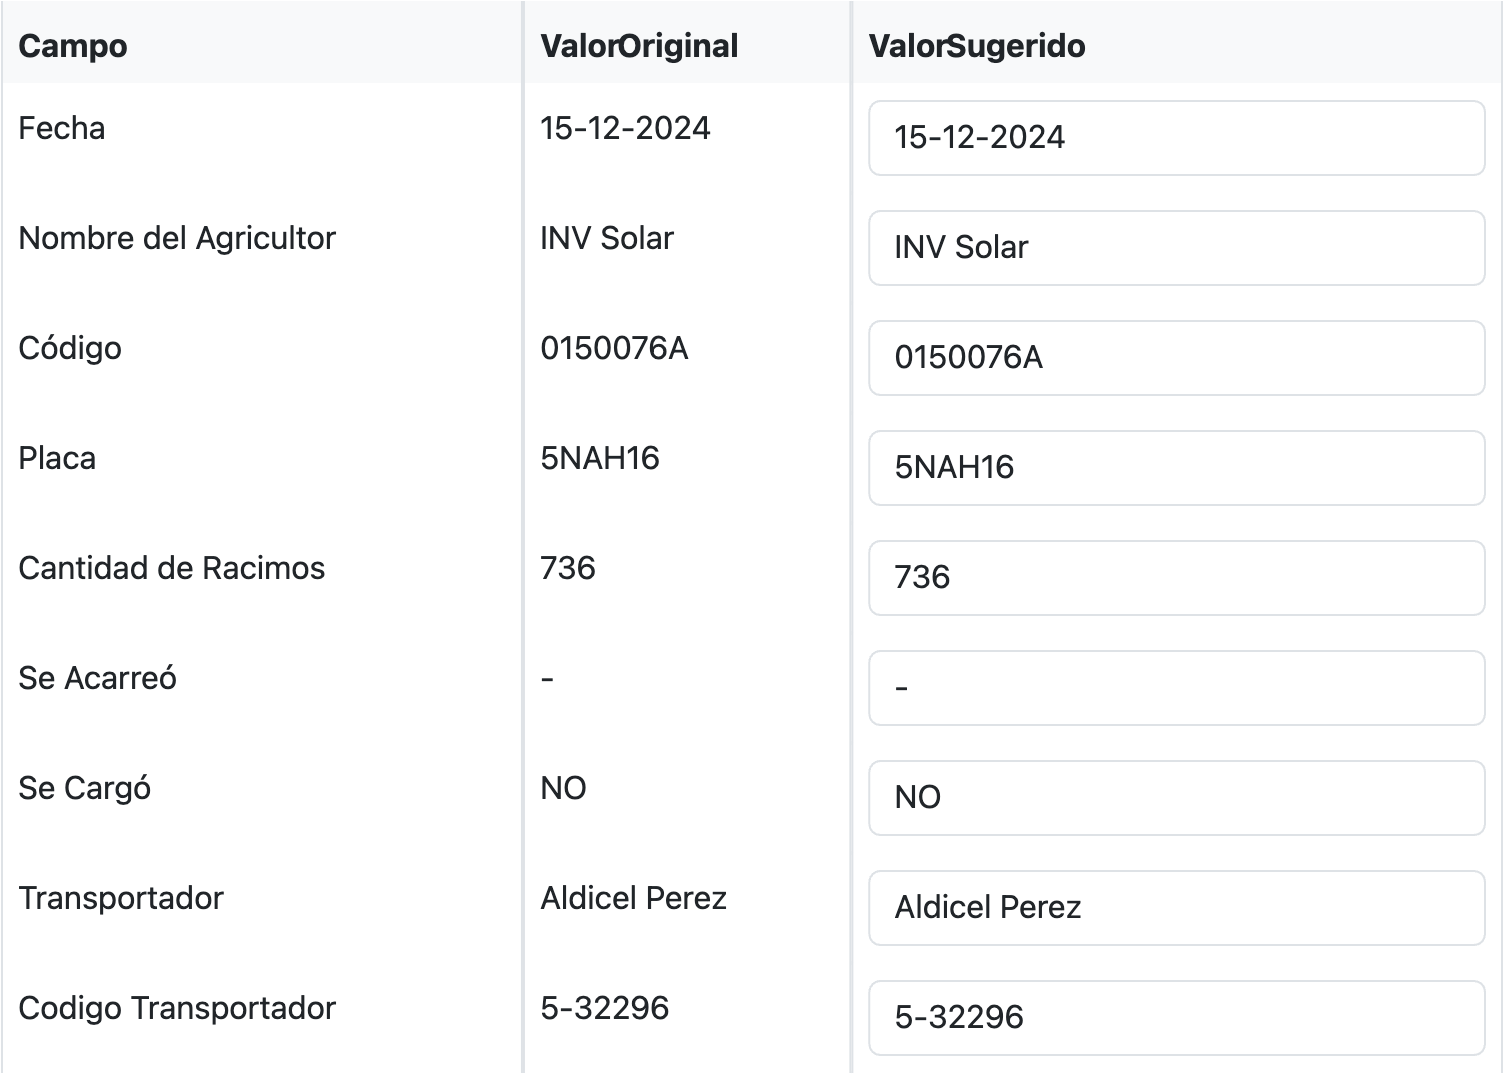 Campo ValorOriginal ValorSugerido
Fecha 15-12-2024 15-12-2024
Nombre del Agricultor INV Solar INV Solar
Código 0150076A 0150076A
Placa 5NAH16 5NAH16
Cantidad de Racimos 736 736
Se Acarreó - -
Se Cargó NO NO
Transportador Aldicel Perez Aldicel Perez
Codigo Transportador 5-32296 5-32296